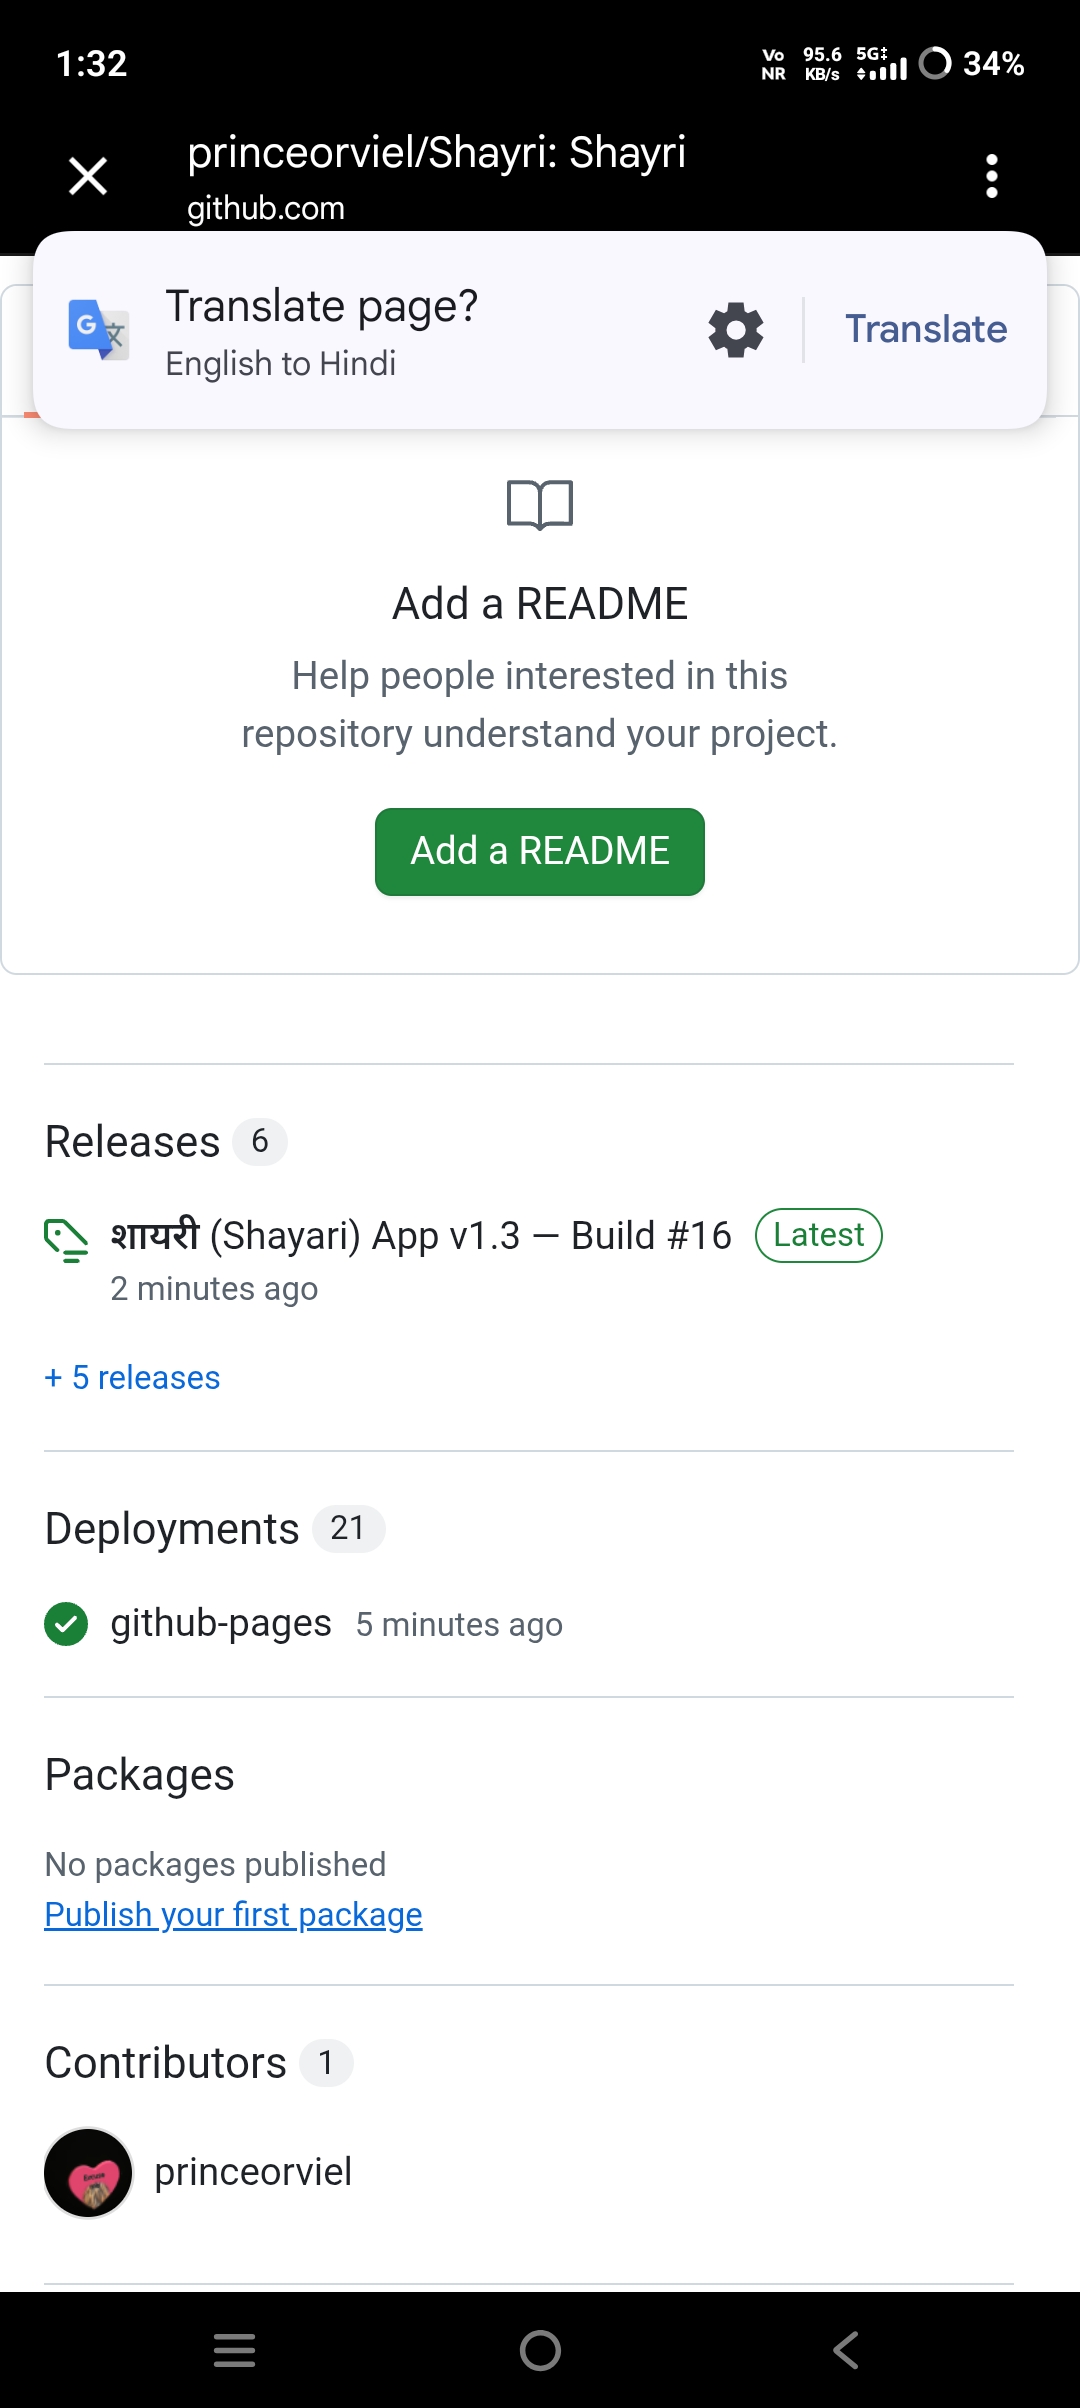 1:32
Vo NR 95.6 KB/s 5G‡ 34%
princeorviel/Shayri: Shayri
github.com
Translate page?
English to Hindi
Translate
Add a README
Help people interested in this
repository understand your project.
Add a README
Releases 6
शायरी (Shayari) App v1.3 — Build #16 Latest
2 minutes ago
+ 5 releases
Deployments 21
github-pages 5 minutes ago
Packages
No packages published
Publish your first package
Contributors 1
princeorviel